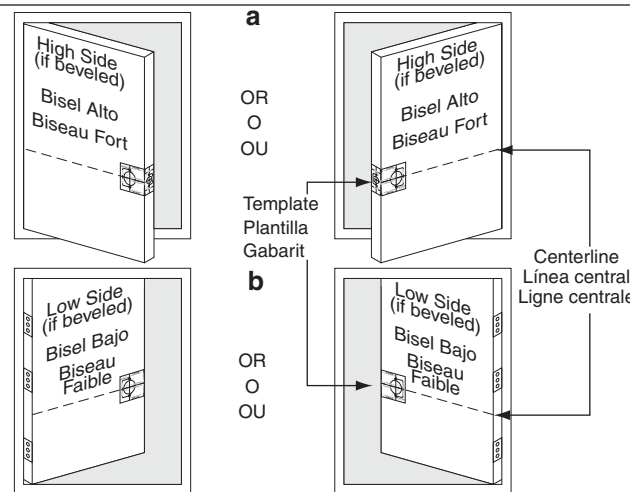 a
High Side
(if beveled)
Bisel Alto
Biseau Fort
OR
O
OU
High Side
(if beveled)
Bisel Alto
Biseau Fort
Template
Plantilla
Gabarit
Centerline
Línea central
Ligne centrale
b
Low Side
(if beveled)
Bisel Bajo
Biseau
Faible
OR
O
OU
Low Side
(if beveled)
Bisel Bajo
Biseau
Faible